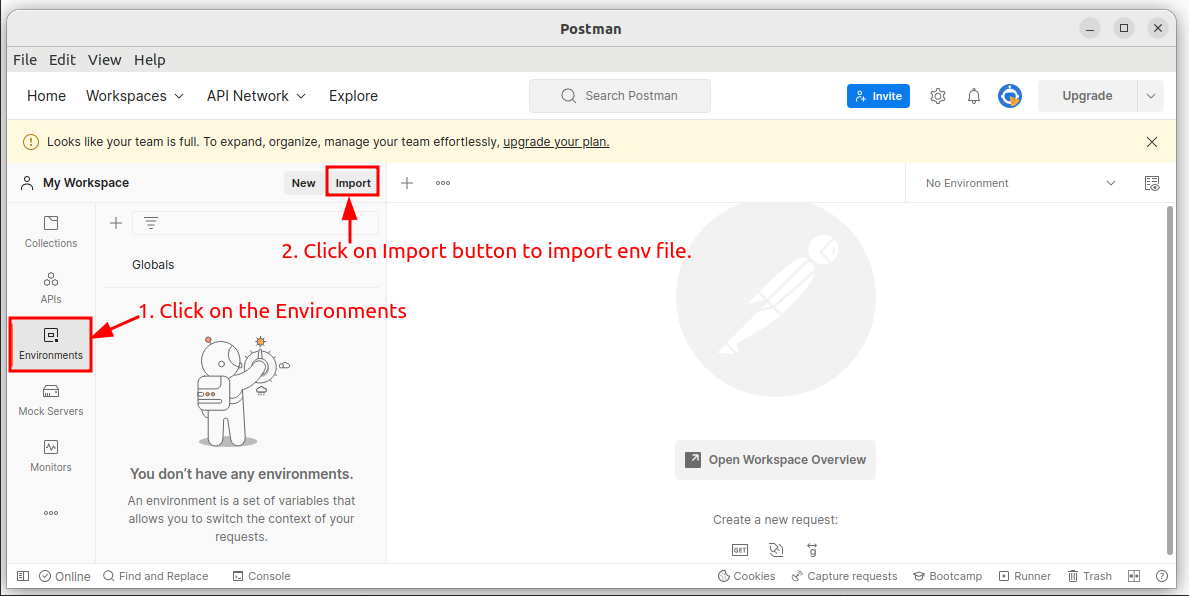 Postman
File Edit View Help
Home Workspaces API Network Explore Search Postman Invite Upgrade
Looks like your team is full. To expand, organize, manage your team effortlessly, upgrade your plan.
My Workspace New Import No Environment
Collections
2. Click on Import button to import env file.
Globals
APIs
1. Click on the Environments
Environments
Mock Servers
Monitors
You don't have any environments.
An environment is a set of variables that
allows you to switch the context of your
requests.
Open Workspace Overview
Create a new request:
GET
Online Find and Replace Console Cookies Capture requests Bootcamp Runner Trash